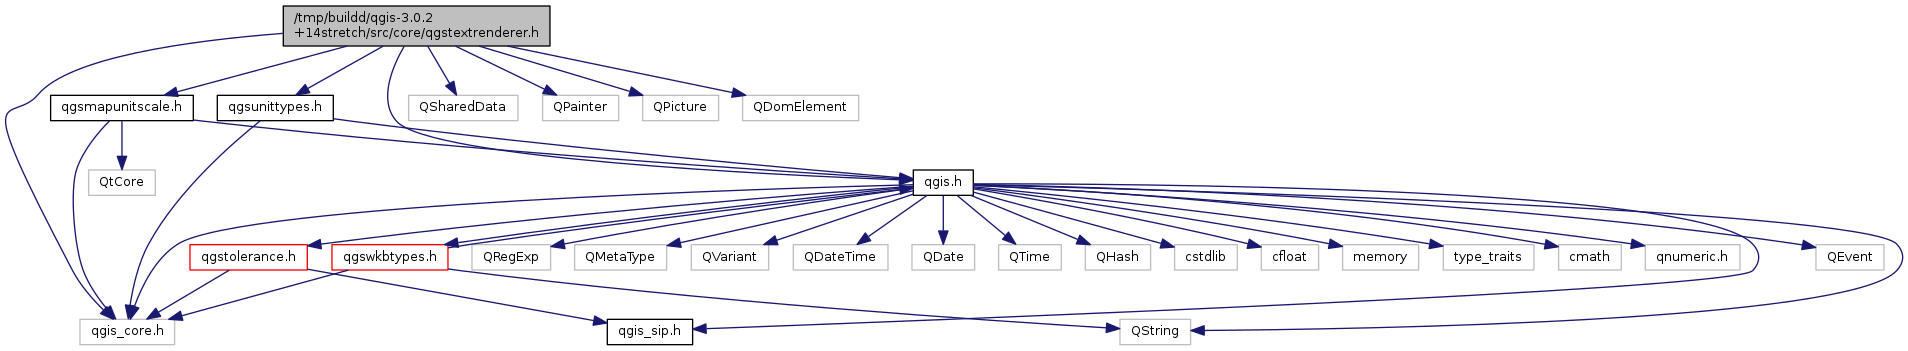 /tmp/buildd/qgis-3.0.2
+14stretch/src/core/qgstextrenderer.h
qgsmapunitscale.h
qgsunittypes.h
QSharedData
QPainter
QPicture
QDomElement
QtCore
qgis.h
qgstolerance.h
qgswkbtypes.h
QRegExp
QMetaType
QVariant
QDateTime
QDate
QTime
QHash
cstdlib
cfloat
memory
type_traits
cmath
qnumeric.h
QEvent
qgis_core.h
qgis_sip.h
QString